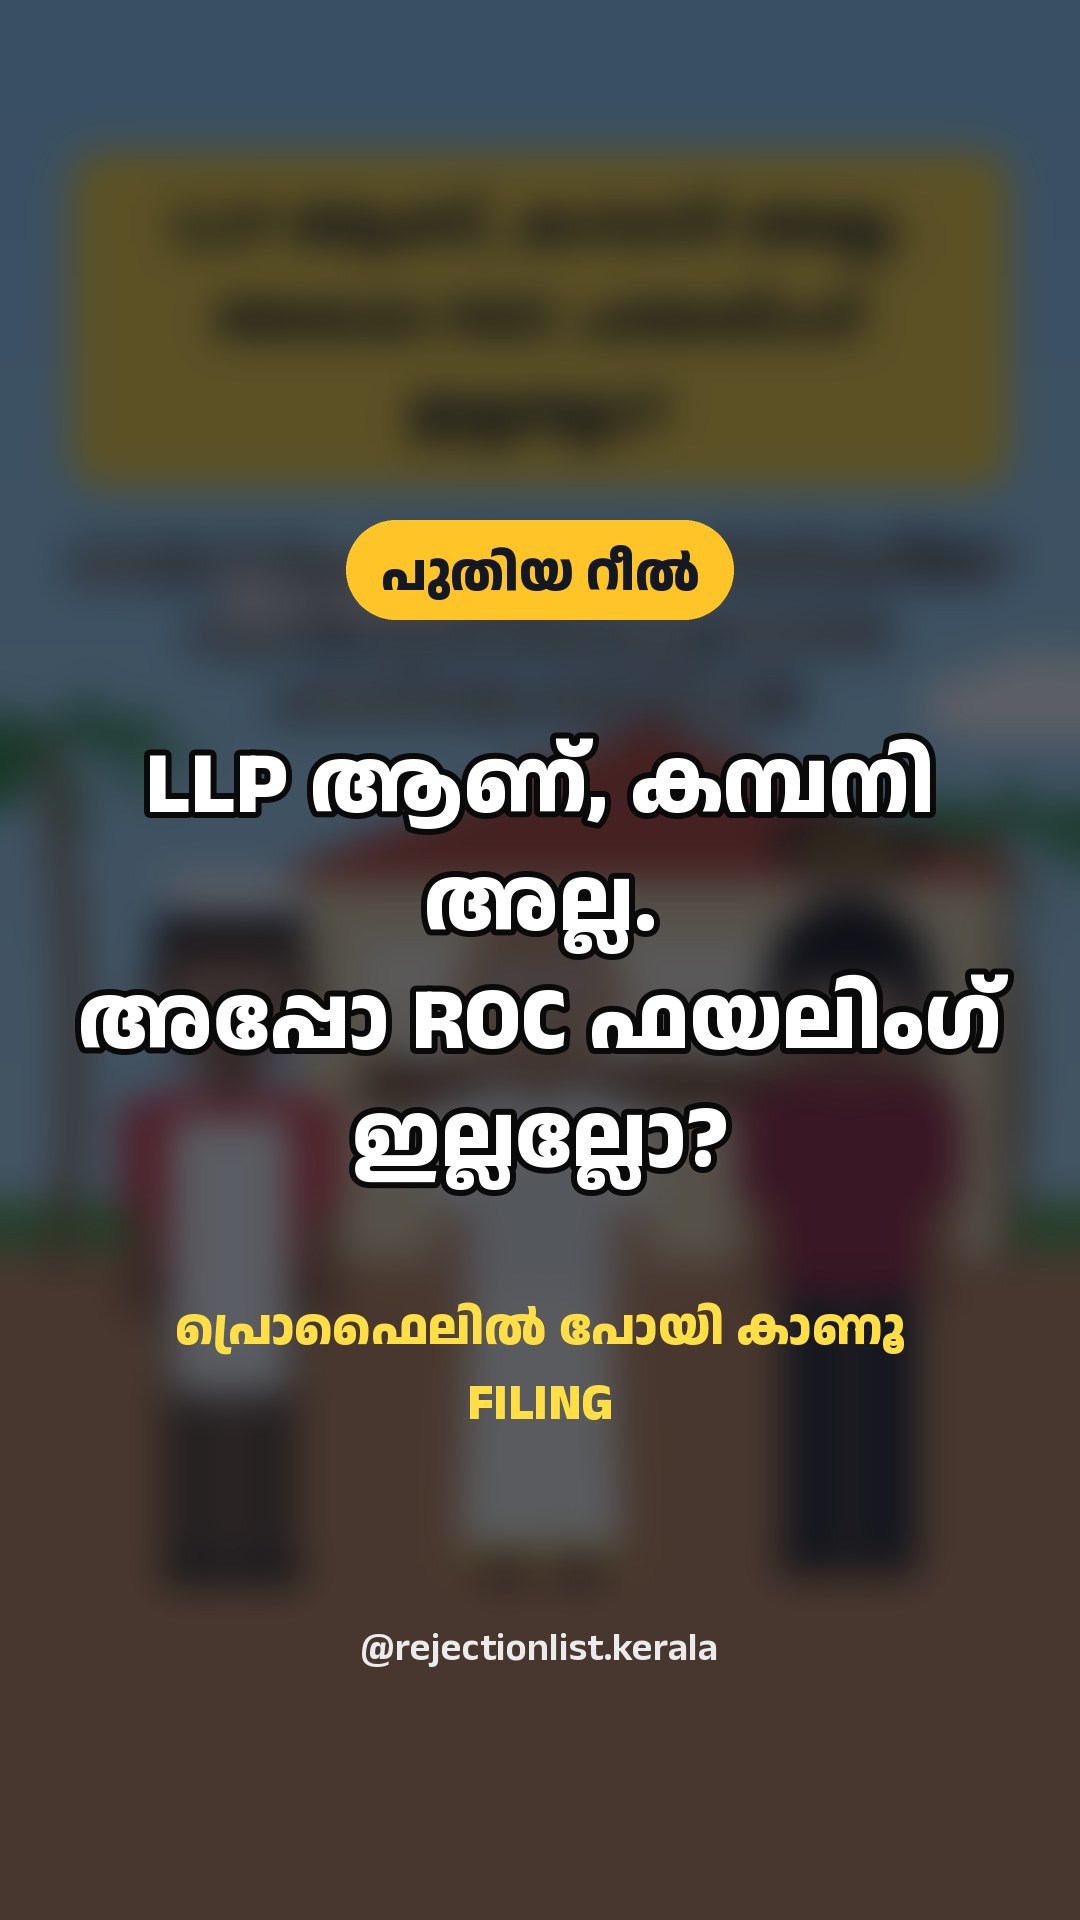 പുതിയ റീൽ
LLP ആണ്, കമ്പനി
അല്ല.
അപ്പോ ROC ഫയലിംഗ്
ഇല്ലല്ലോ?
പ്രൊഫൈലിൽ പോയി കാണൂ
FILING
@rejectionlist.kerala